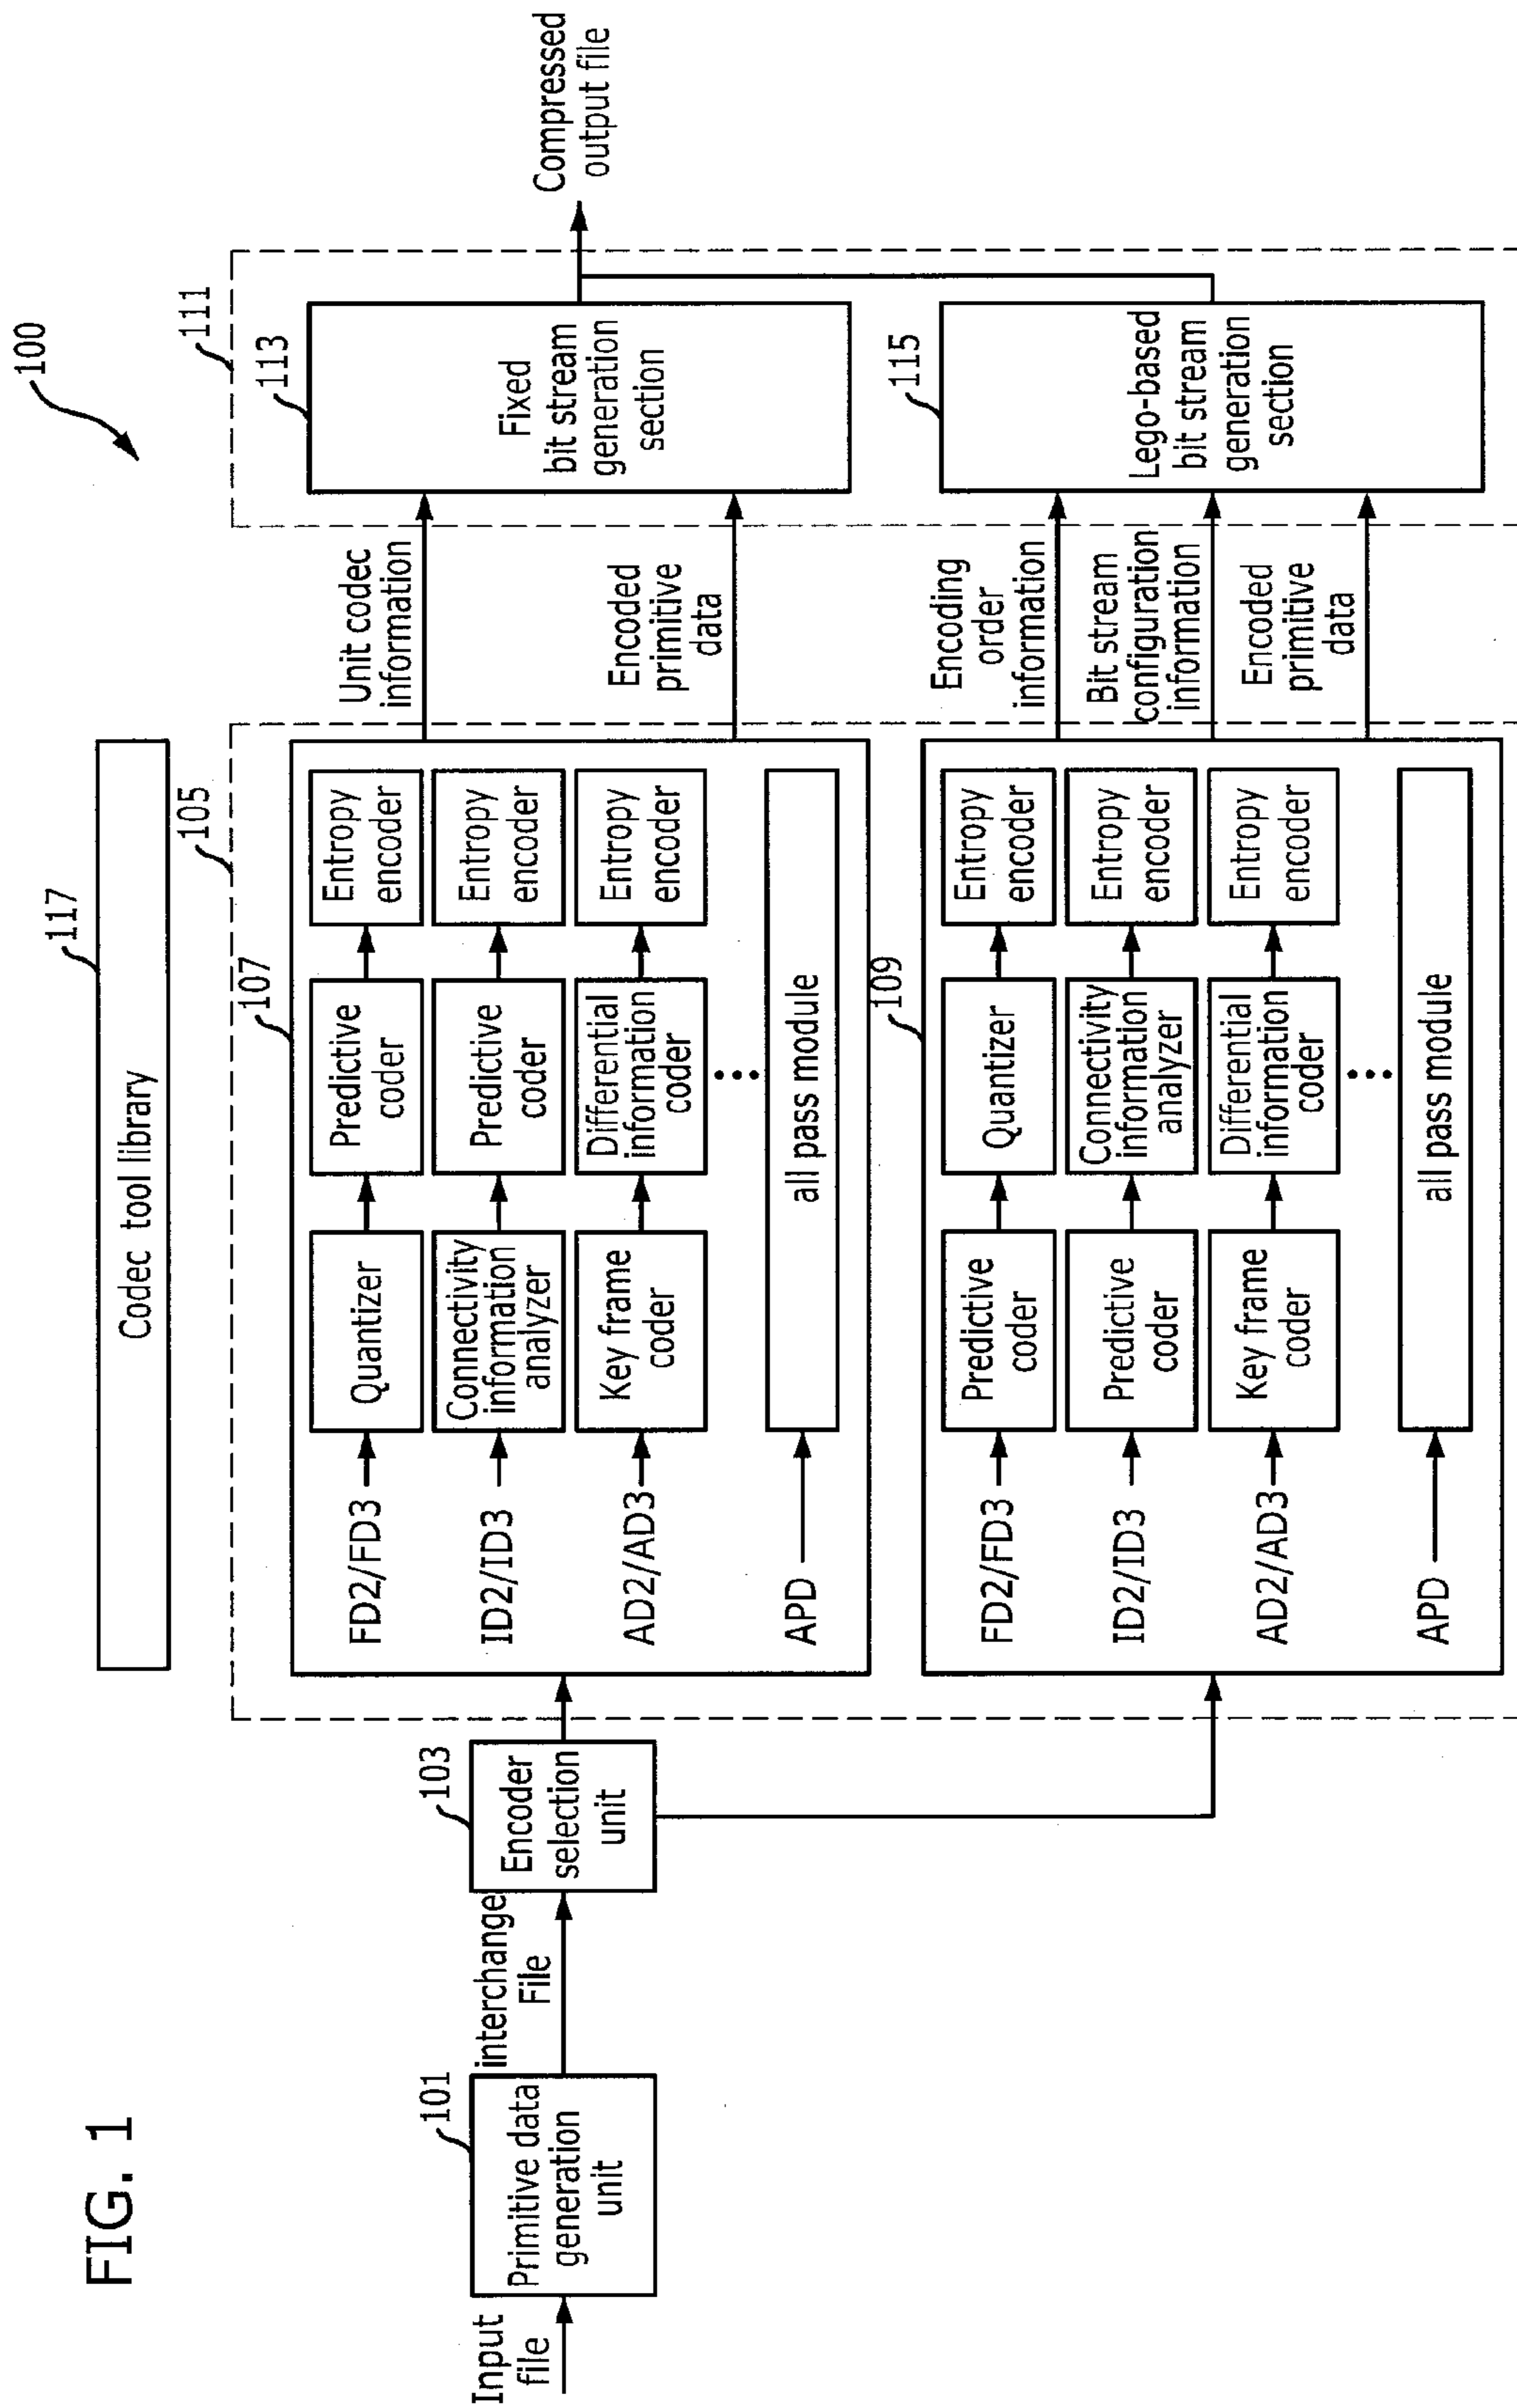 FIG. 1
100
Input
file
101
Primitive data
generation
unit
interchange
File
103
Encoder
selection
unit
117
Codec tool library
105
107
FD2/FD3
Quantizer
Predictive
coder
Entropy
encoder
ID2/ID3
Connectivity
information
analyzer
Predictive
coder
Entropy
encoder
AD2/AD3
Key frame
coder
Differential
information
coder
Entropy
encoder
APD
all pass module
109
FD2/FD3
Predictive
coder
Quantizer
Entropy
encoder
ID2/ID3
Predictive
coder
Connectivity
information
analyzer
Entropy
encoder
AD2/AD3
Key frame
coder
Differential
information
coder
Entropy
encoder
APD
all pass module
Unit codec
information
Encoded
primitive
data
Encoding
order
information
Bit stream
configuration
information
Encoded
primitive
data
111
113
Fixed
bit stream
generation
section
115
Lego-based
bit stream
generation
section
Compressed
output file